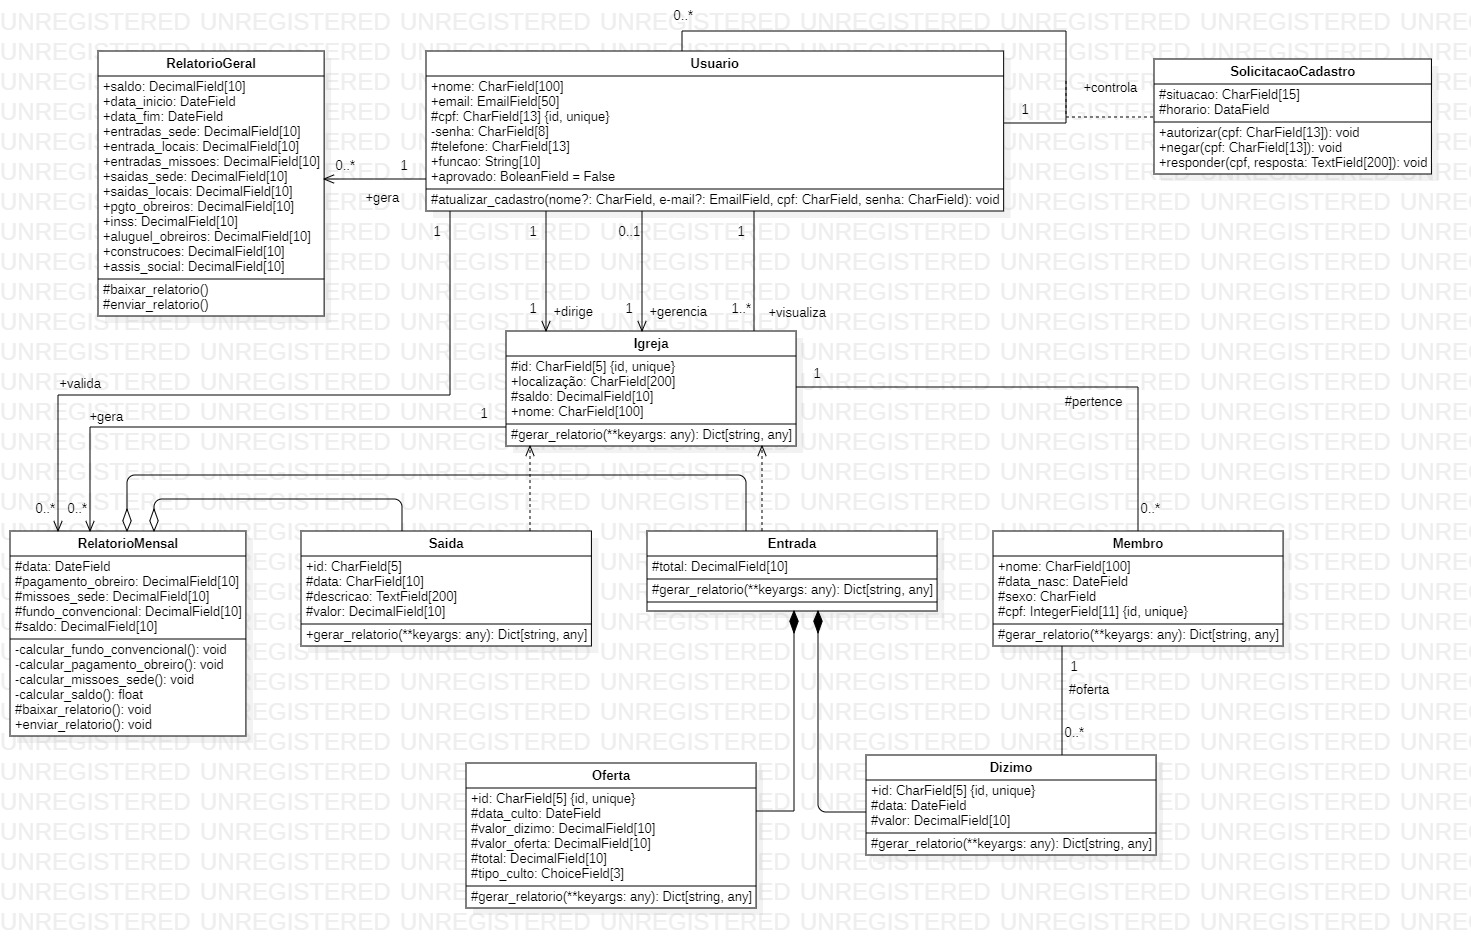 0..*
RelatorioGeral
+saldo: DecimalField[10]
+data_inicio: DateField
+data_fim: DateField
+entradas_sede: DecimalField[10]
+entrada_locais: DecimalField[10]
+entradas_missoes: DecimalField[10]
+saidas_sede: DecimalField[10]
+saidas_locais: DecimalField[10]
+pgto_obreiros: DecimalField[10]
+inss: DecimalField[10]
+aluguel_obreiros: DecimalField[10]
+construcoes: DecimalField[10]
+assis_social: DecimalField[10]
#baixar_relatorio()
#enviar_relatorio()
0..*
1
+gera
Usuario
+nome: CharField[100]
+email: EmailField[50]
#cpf: CharField[13] {id, unique}
-senha: CharField[8]
#telefone: CharField[13]
+funcao: String[10]
+aprovado: BoleanField = False
#atualizar_cadastro(nome?: CharField, e-mail?: EmailField, cpf: CharField, senha: CharField): void
1
+controla
SolicitacaoCadastro
#situacao: CharField[15]
#horario: DataField
+autorizar(cpf: CharField[13]): void
+negar(cpf: CharField[13]): void
+responder(cpf, resposta: TextField[200]): void
1
1
0..1
1
1
+dirige
1
+gerencia
1..*
+visualiza
Igreja
#id: CharField[5] {id, unique}
+localização: CharField[200]
#saldo: DecimalField[10]
+nome: CharField[100]
#gerar_relatorio(**keyargs: any): Dict[string, any]
1
#pertence
0..*
+valida
+gera
1
0..*
0..*
RelatorioMensal
#data: DateField
#pagamento_obreiro: DecimalField[10]
#missoes_sede: DecimalField[10]
#fundo_convencional: DecimalField[10]
#saldo: DecimalField[10]
-calcular_fundo_convencional(): void
-calcular_pagamento_obreiro(): void
-calcular_missoes_sede(): void
-calcular_saldo(): float
#baixar_relatorio(): void
+enviar_relatorio(): void
Saida
+id: CharField[5]
#data: CharField[10]
#descricao: TextField[200]
#valor: DecimalField[10]
+gerar_relatorio(**keyargs: any): Dict[string, any]
Entrada
#total: DecimalField[10]
#gerar_relatorio(**keyargs: any): Dict[string, any]
Membro
+nome: CharField[100]
#data_nasc: DateField
#sexo: CharField
#cpf: IntegerField[11] {id, unique}
#gerar_relatorio(**keyargs: any): Dict[string, any]
1
#oferta
0..*
Oferta
+id: CharField[5] {id, unique}
#data_culto: DateField
#valor_dizimo: DecimalField[10]
#valor_oferta: DecimalField[10]
#total: DecimalField[10]
#tipo_culto: ChoiceField[3]
#gerar_relatorio(**keyargs: any): Dict[string, any]
Dizimo
+id: CharField[5] {id, unique}
#data: DateField
#valor: DecimalField[10]
#gerar_relatorio(**keyargs: any): Dict[string, any]
UNREGISTERED